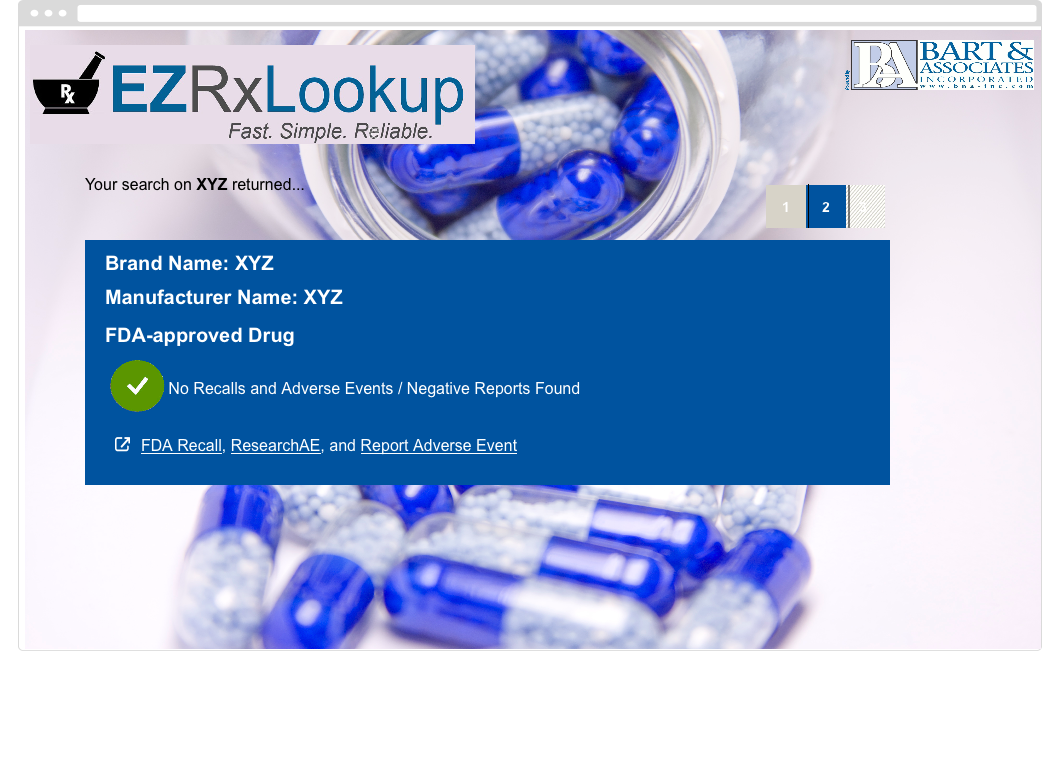 Rx
EZRxLookup
Fast. Simple. Reliable.
BA
BART &
ASSOCIATES
INCORPORATED
www.bna-inc.com
Your search on XYZ returned...
1 2 3
Brand Name: XYZ
Manufacturer Name: XYZ
FDA-approved Drug
No Recalls and Adverse Events / Negative Reports Found
FDA Recall, ResearchAE, and Report Adverse Event